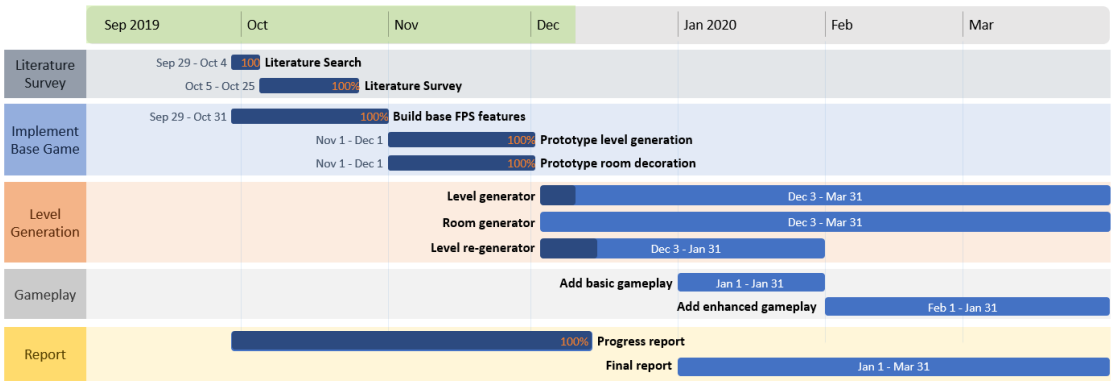 Sep 2019 Oct Nov Dec Jan 2020 Feb Mar
Literature
Survey
Sep 29 - Oct 4 100 Literature Search
Oct 5 - Oct 25 100% Literature Survey
Implement
Base Game
Sep 29 - Oct 31 100% Build base FPS features
Nov 1 - Dec 1 100% Prototype level generation
Nov 1 - Dec 1 100% Prototype room decoration
Level
Generation
Level generator Dec 3 - Mar 31
Room generator Dec 3 - Mar 31
Level re-generator Dec 3 - Jan 31
Gameplay
Add basic gameplay Jan 1 - Jan 31
Add enhanced gameplay Feb 1 - Jan 31
Report
100% Progress report
Final report Jan 1 - Mar 31